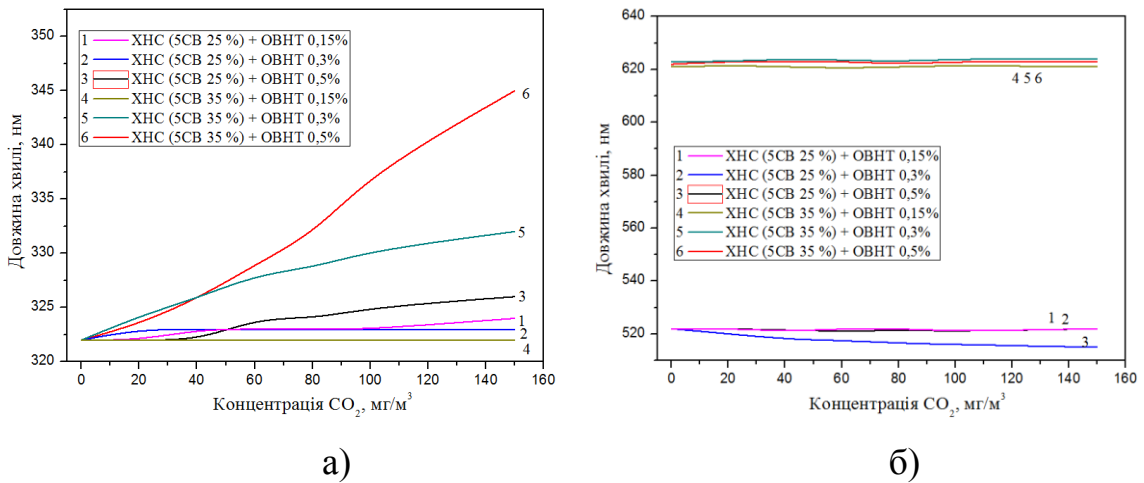 350
345
340
335
330
325
320
Довжина хвилі, нм
1 ХНС (5СВ 25 %) + ОВНТ 0,15%
2 ХНС (5СВ 25 %) + ОВНТ 0,3%
3 ХНС (5СВ 25 %) + ОВНТ 0,5%
4 ХНС (5СВ 35 %) + ОВНТ 0,15%
5 ХНС (5СВ 35 %) + ОВНТ 0,3%
6 ХНС (5СВ 35 %) + ОВНТ 0,5%
6
5
3
1
2
4
0 20 40 60 80 100 120 140 160
Концентрація CO₂, мг/м³
а)
640
620
600
580
560
540
520
Довжина хвилі, нм
4 5 6
1 ХНС (5СВ 25 %) + ОВНТ 0,15%
2 ХНС (5СВ 25 %) + ОВНТ 0,3%
3 ХНС (5СВ 25 %) + ОВНТ 0,5%
4 ХНС (5СВ 35 %) + ОВНТ 0,15%
5 ХНС (5СВ 35 %) + ОВНТ 0,3%
6 ХНС (5СВ 35 %) + ОВНТ 0,5%
1 2
3
0 20 40 60 80 100 120 140 160
Концентрація CO₂, мг/м³
б)